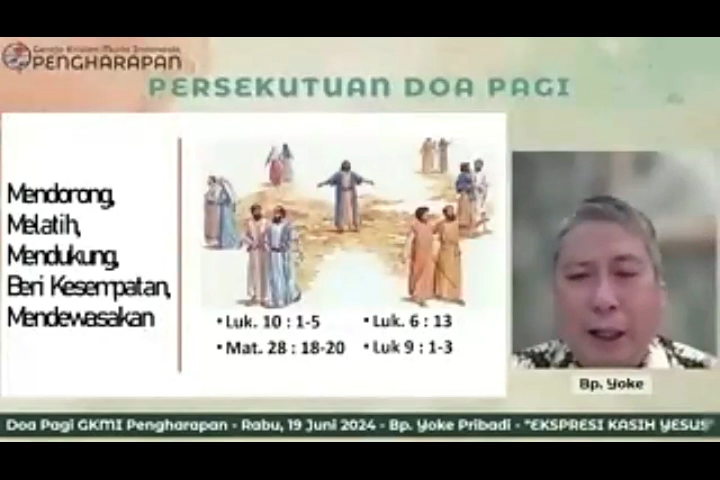 Gereja Kristen Muria Indonesia
PENGHARAPAN
PERSEKUTUAN DOA PAGI
Mendorong,
Melatih,
Mendukung,
Beri Kesempatan,
Mendewasakan
• Luk. 10 : 1-5
• Luk. 6 : 13
• Mat. 28 : 18-20
• Luk 9 : 1-3
Bp. Yoke
Doa Pagi GKMI Pengharapan - Rabu, 19 Juni 2024 - Bp. Yoke Pribadi - "EKSPRESI KASIH YESUS"